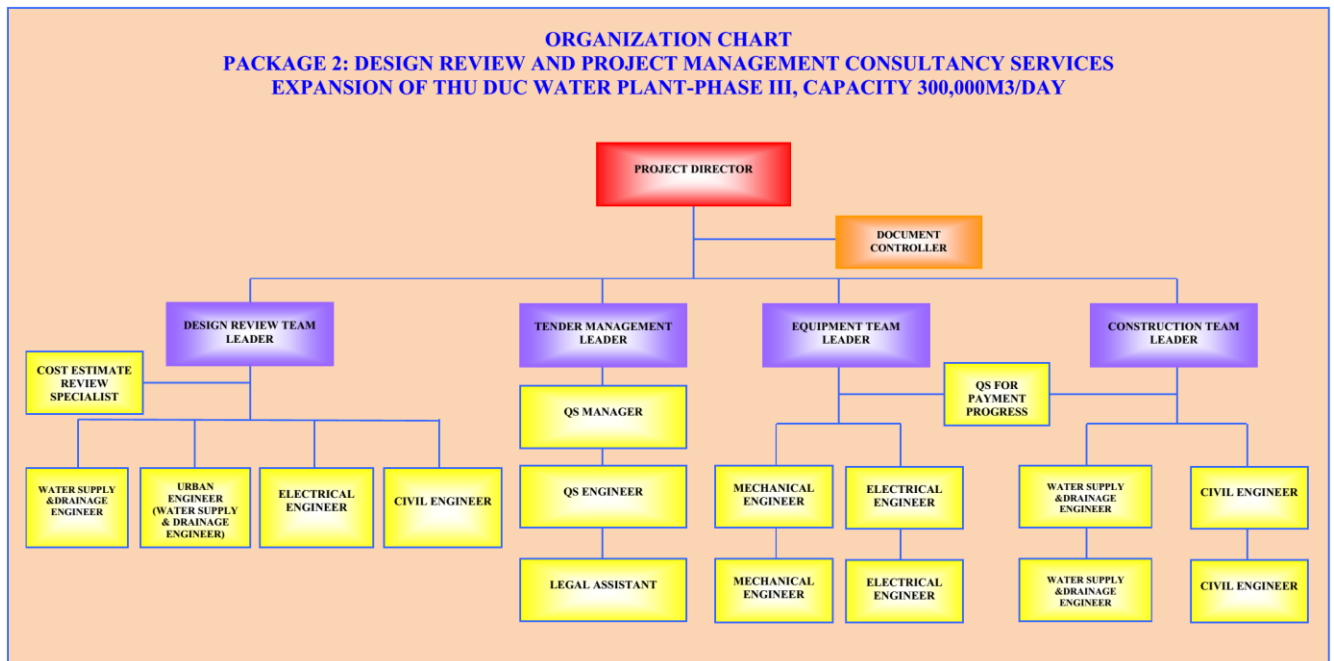 ORGANIZATION CHART
PACKAGE 2: DESIGN REVIEW AND PROJECT MANAGEMENT CONSULTANCY SERVICES
EXPANSION OF THU DUC WATER PLANT-PHASE III, CAPACITY 300,000M3/DAY
PROJECT DIRECTOR
DOCUMENT
CONTROLLER
DESIGN REVIEW TEAM
LEADER
TENDER MANAGEMENT
LEADER
EQUIPMENT TEAM
LEADER
CONSTRUCTION TEAM
LEADER
COST ESTIMATE
REVIEW
SPECIALIST
QS MANAGER
QS FOR
PAYMENT
PROGRESS
WATER SUPPLY
&DRAINAGE
ENGINEER
URBAN
ENGINEER
(WATER SUPPLY
& DRAINAGE
ENGINEER)
ELECTRICAL
ENGINEER
CIVIL ENGINEER
QS ENGINEER
MECHANICAL
ENGINEER
ELECTRICAL
ENGINEER
WATER SUPPLY
&DRAINAGE
ENGINEER
CIVIL ENGINEER
LEGAL ASSISTANT
MECHANICAL
ENGINEER
ELECTRICAL
ENGINEER
WATER SUPPLY
&DRAINAGE
ENGINEER
CIVIL ENGINEER